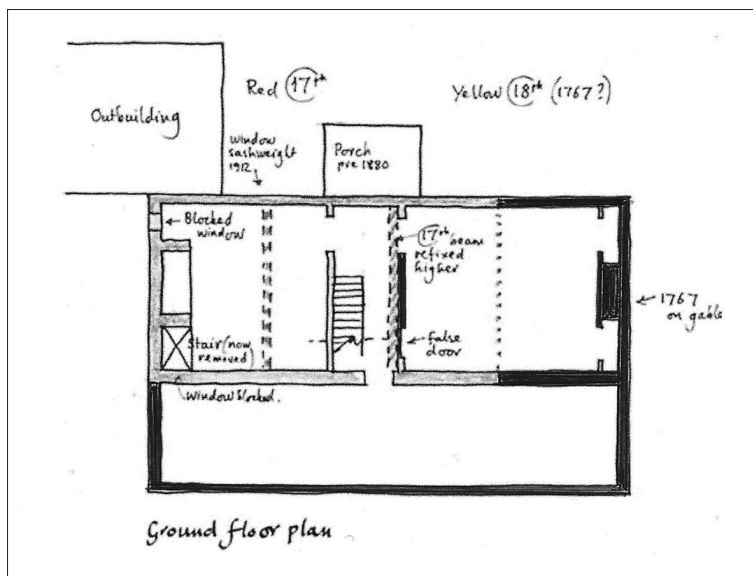 Outbuilding
Red 17th
Yellow 18th (1767?)
window
sashweight
1912
Porch
pre 1880
Blocked
window
17th beam
refixed
higher
1767
on gable
Stair (now
removed)
False
door
window blocked.
Ground floor plan